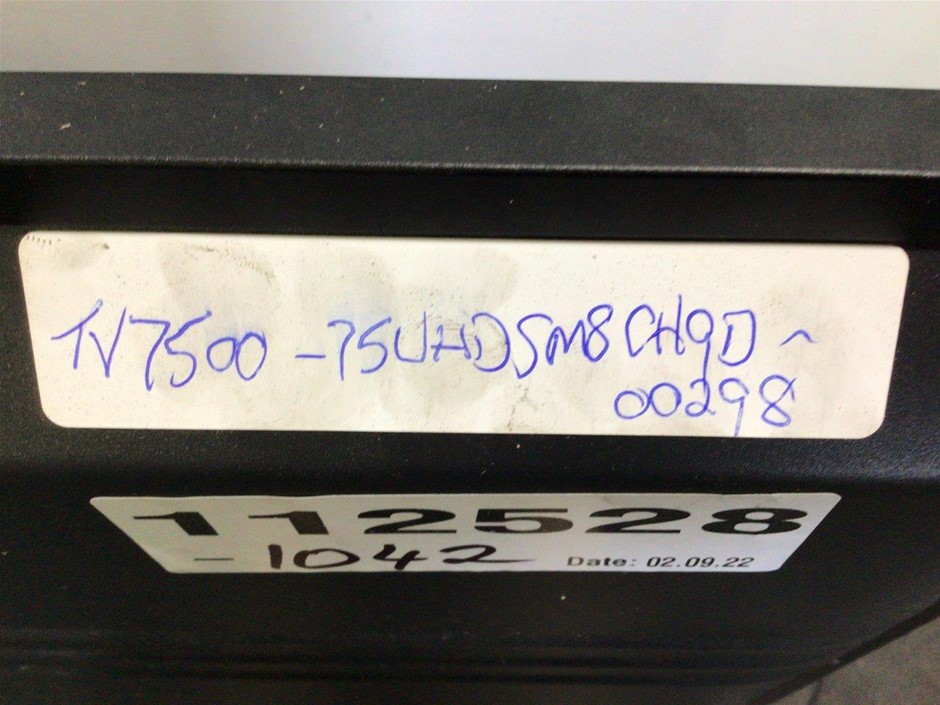 TV7500-75UHDSM8CH9D-
00298
112528
-1042
Date: 02.09.22